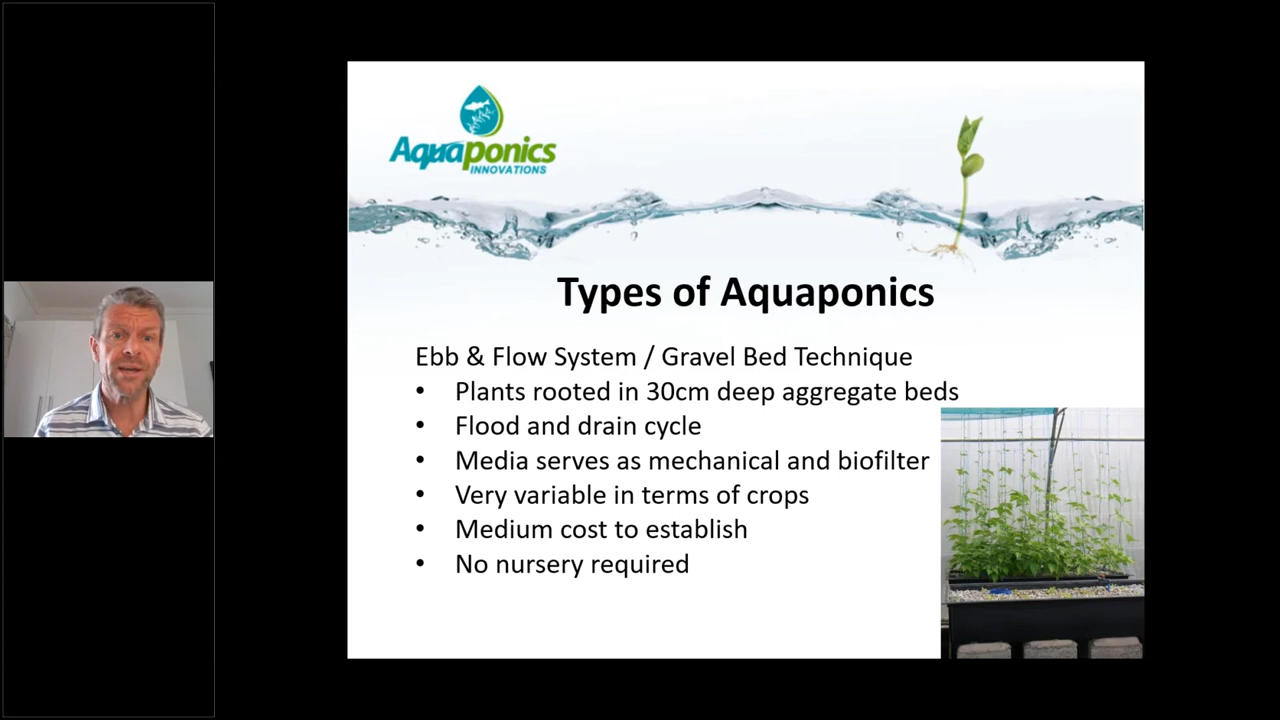 Aquaponics
INNOVATIONS
Types of Aquaponics
Ebb & Flow System / Gravel Bed Technique
• Plants rooted in 30cm deep aggregate beds
• Flood and drain cycle
• Media serves as mechanical and biofilter
• Very variable in terms of crops
• Medium cost to establish
• No nursery required